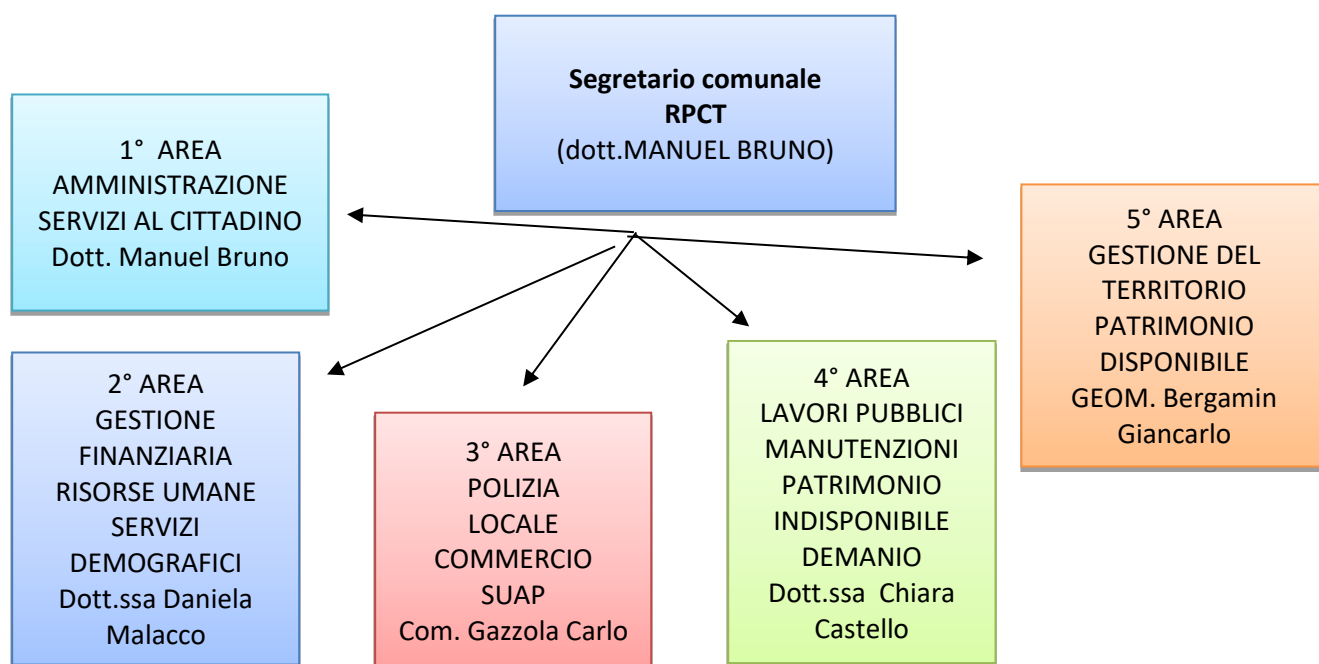 Segretario comunale
RPCT
(dott.MANUEL BRUNO)
1° AREA
AMMINISTRAZIONE
SERVIZI AL CITTADINO
Dott. Manuel Bruno
2° AREA
GESTIONE
FINANZIARIA
RISORSE UMANE
SERVIZI
DEMOGRAFICI
Dott.ssa Daniela
Malacco
3° AREA
POLIZIA
LOCALE
COMMERCIO
SUAP
Com. Gazzola Carlo
4° AREA
LAVORI PUBBLICI
MANUTENZIONI
PATRIMONIO
INDISPONIBILE
DEMANIO
Dott.ssa Chiara
Castello
5° AREA
GESTIONE DEL
TERRITORIO
PATRIMONIO
DISPONIBILE
GEOM. Bergamin
Giancarlo